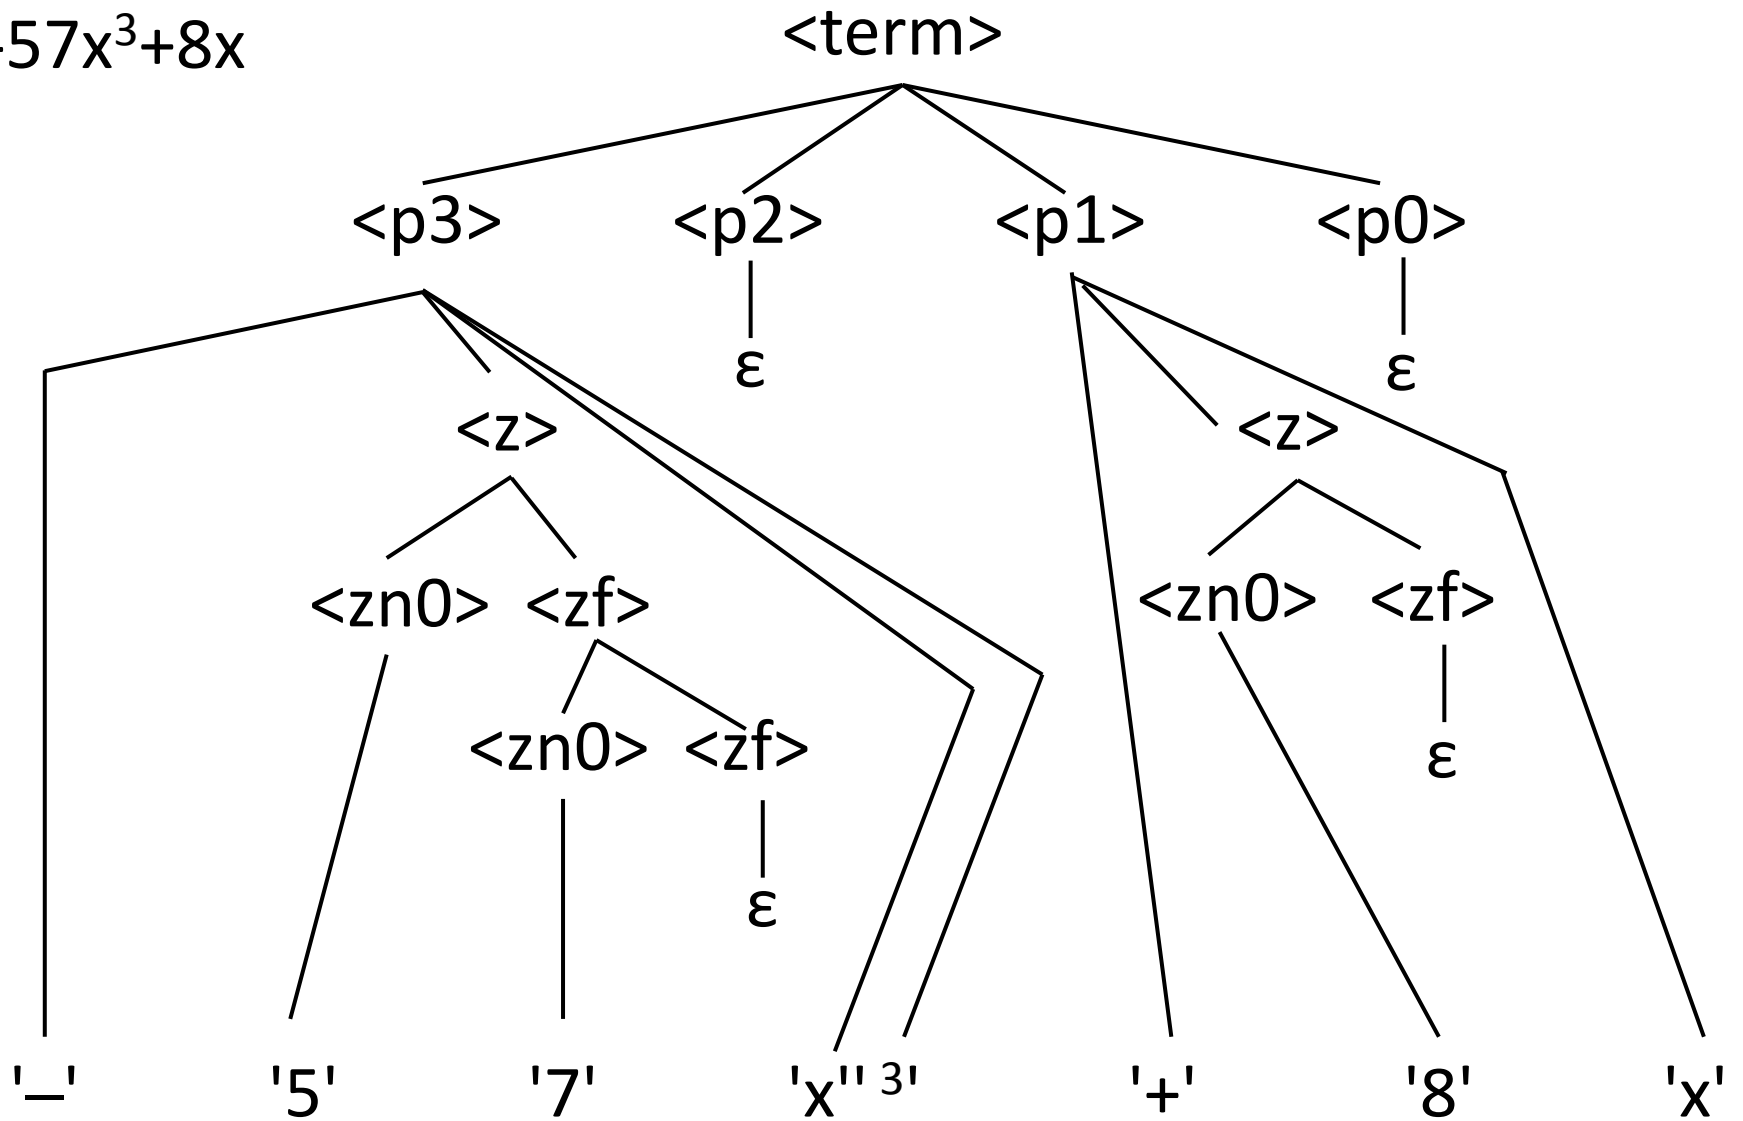 -57x³+8x
<term>
<p3> <p2> <p1> <p0>
ε ε
<z> <z>
<zn0> <zf> <zn0> <zf>
<zn0> <zf> ε
ε
'–' '5' '7' 'x'' ³' '+' '8' 'x'